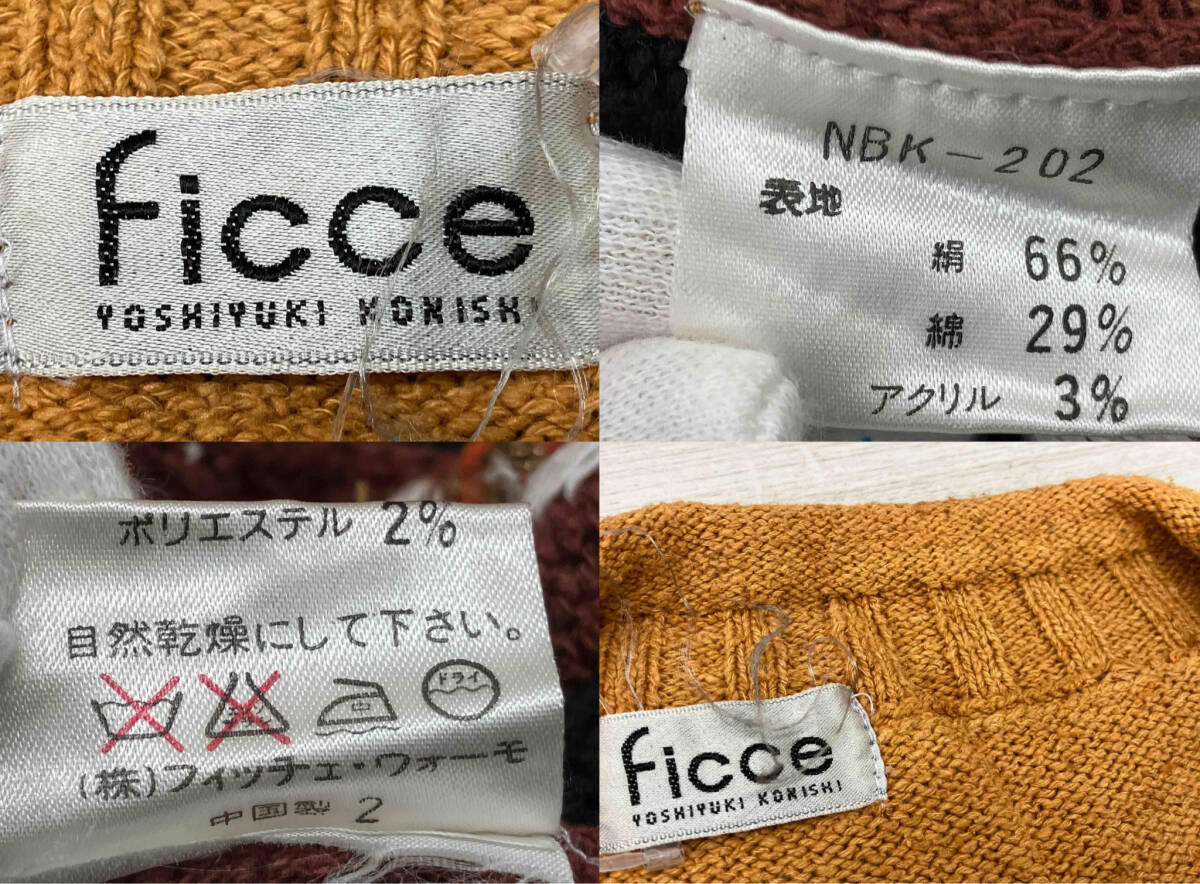 ficce
YOSHIYUKI KONISHI
NBK-202
表地
絹 66%
綿 29%
アクリル 3%
ポリエステル 2%
自然乾燥にして下さい。
中 ドライ
(株)フィッチェ・ウォーモ
中国製 2
ficce
YOSHIYUKI KONISHI